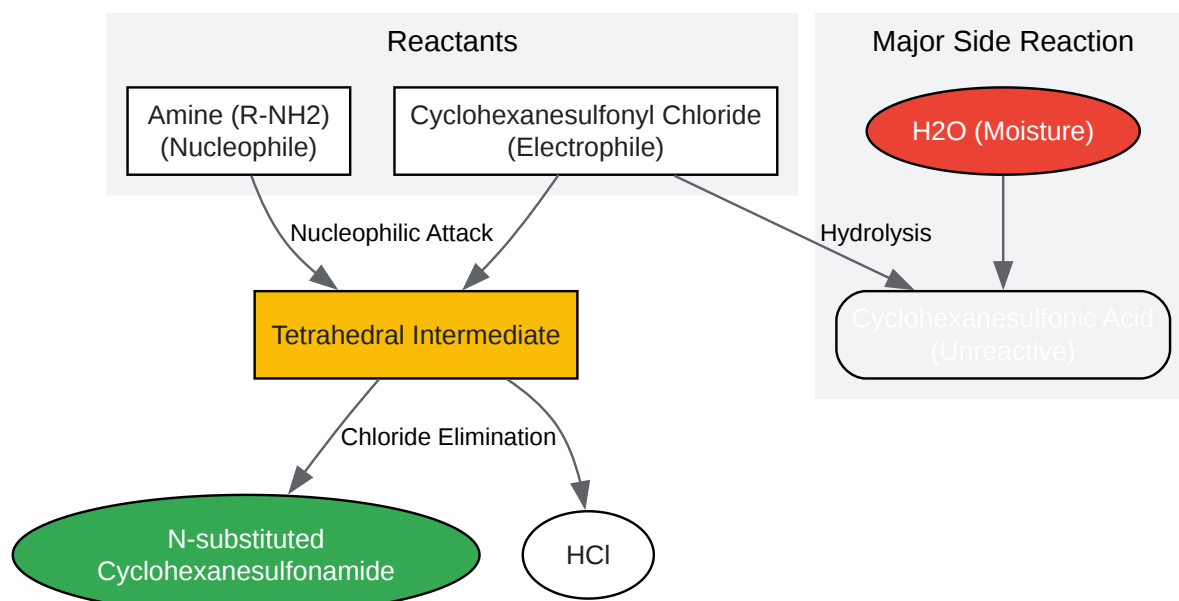 Reactants
Major Side Reaction
Amine (R-NH2)
(Nucleophile)
Cyclohexanesulfonyl Chloride
(Electrophile)
H2O (Moisture)
Nucleophilic Attack
Hydrolysis
Tetrahedral Intermediate
Cyclohexanesulfonic Acid
(Unreactive)
Chloride Elimination
N-substituted
Cyclohexanesulfonamide
HCl